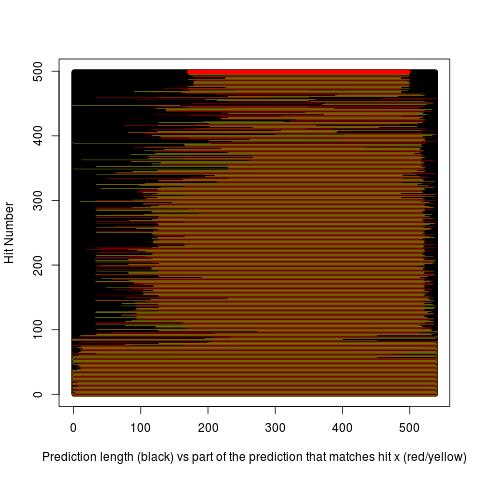 500
400
300
200
100
0
Hit Number
0 100 200 300 400 500
Prediction length (black) vs part of the prediction that matches hit x (red/yellow)